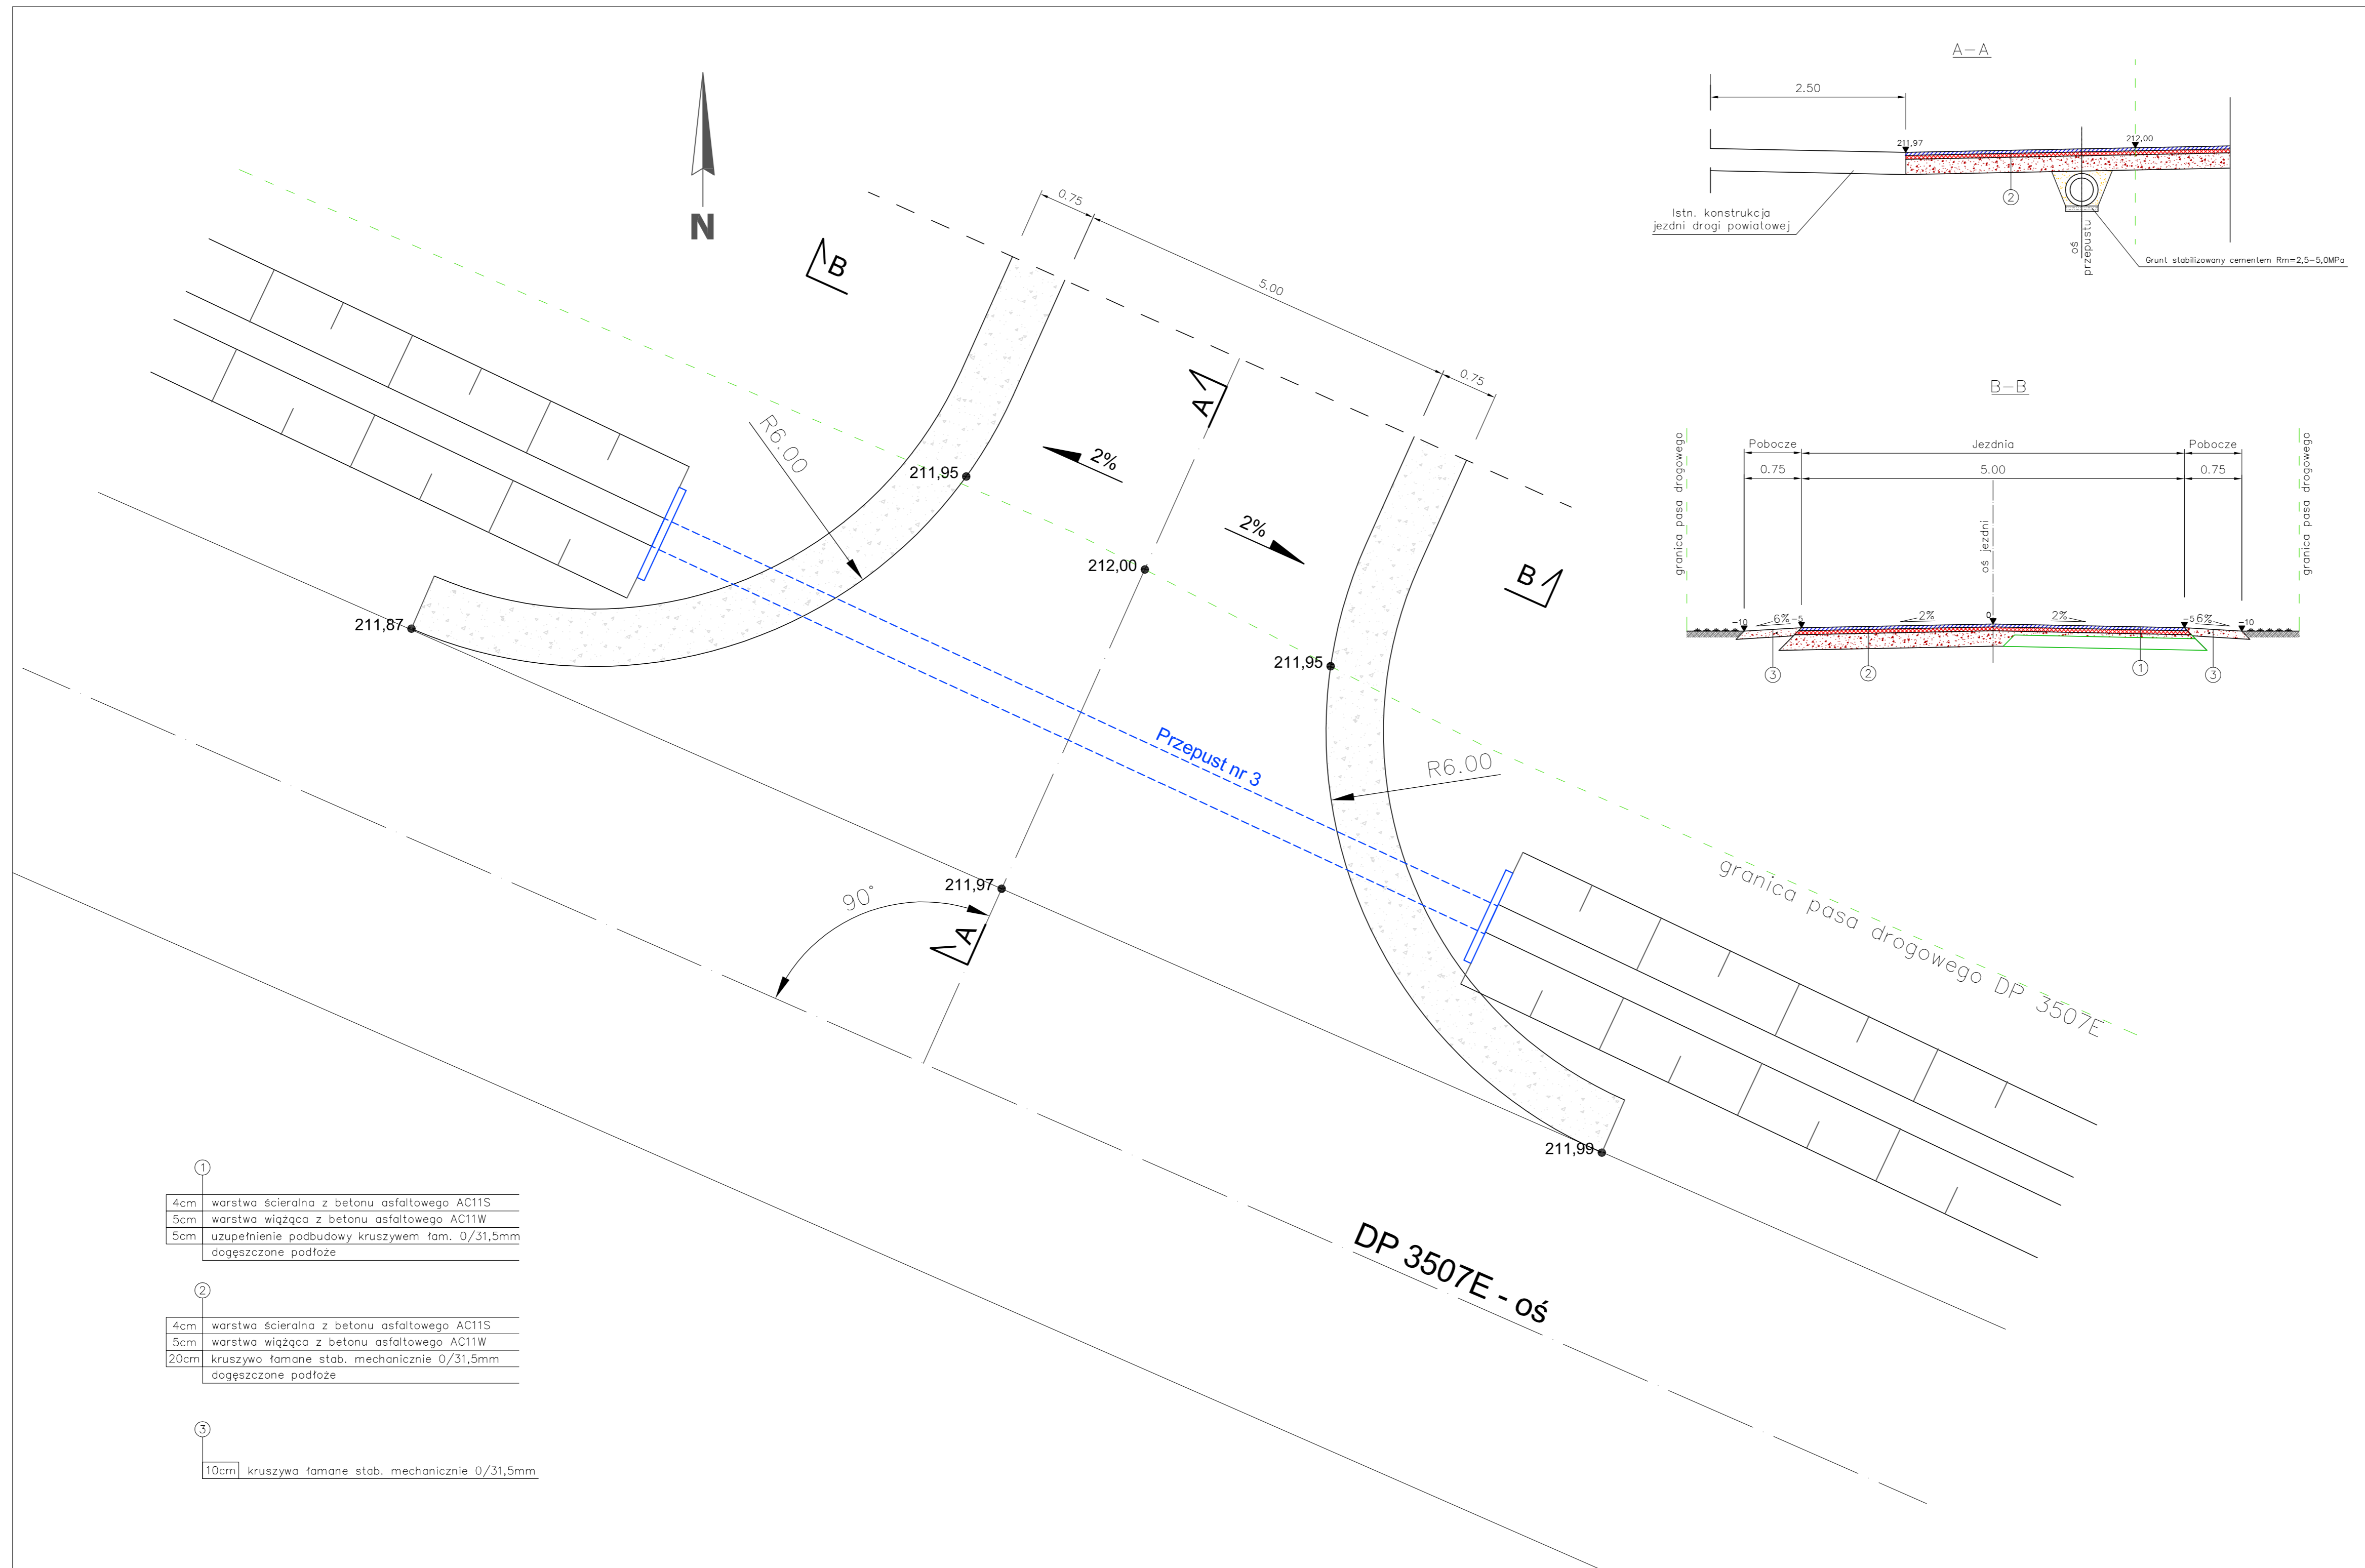 A-A
2.50
211,97
212,00
2
Istn. konstrukcja
jezdni drogi powiatowej
oś
przepustu
Grunt stabilizowany cementem Rm=2,5-5,0MPa
N
B
0.75
5.00
0.75
A
R6.00
2%
211,95
2%
212,00
B
211,95
211,87
Przepust nr 3
R6.00
211,97
90°
A
granica pasa drogowego DP 3507E
211,99
DP 3507E - oś
B-B
granica pasa drogowego
Pobocze
Jezdnia
Pobocze
0.75
5.00
0.75
oś jezdni
granica pasa drogowego
-10
6%
-5
2%
0
2%
-5
6%
-10
3
2
1
3
1
4cm warstwa ścieralna z betonu asfaltowego AC11S
5cm warstwa wiążąca z betonu asfaltowego AC11W
5cm uzupełnienie podbudowy kruszywem łam. 0/31,5mm
dogęszczone podłoże
2
4cm warstwa ścieralna z betonu asfaltowego AC11S
5cm warstwa wiążąca z betonu asfaltowego AC11W
20cm kruszywo łamane stab. mechanicznie 0/31,5mm
dogęszczone podłoże
3
10cm kruszywa łamane stab. mechanicznie 0/31,5mm